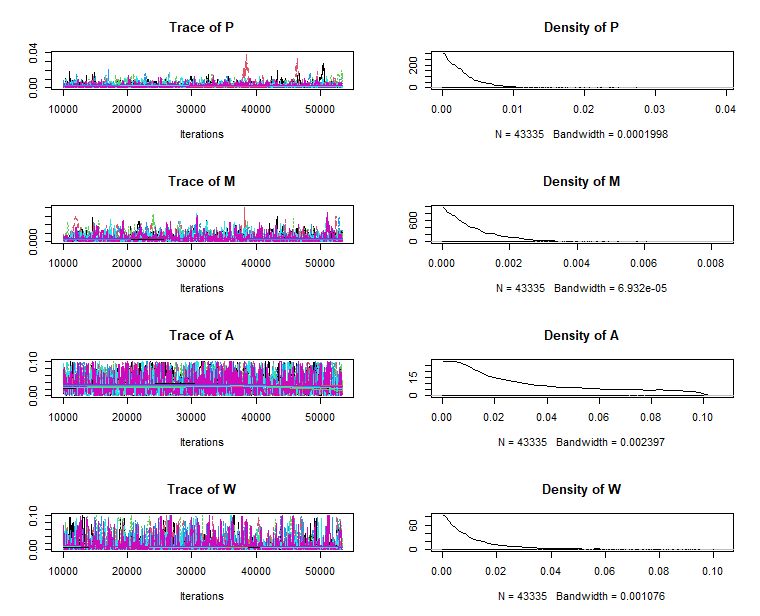 Trace of P
0.00 0.04
10000 20000 30000 40000 50000
Iterations
Density of P
0 200
0.00 0.01 0.02 0.03 0.04
N = 43335 Bandwidth = 0.0001998
Trace of M
0.000
10000 20000 30000 40000 50000
Iterations
Density of M
0 600
0.000 0.002 0.004 0.006 0.008
N = 43335 Bandwidth = 6.932e-05
Trace of A
0.00 0.10
10000 20000 30000 40000 50000
Iterations
Density of A
0 15
0.00 0.02 0.04 0.06 0.08 0.10
N = 43335 Bandwidth = 0.002397
Trace of W
0.00 0.10
10000 20000 30000 40000 50000
Iterations
Density of W
0 60
0.00 0.02 0.04 0.06 0.08 0.10
N = 43335 Bandwidth = 0.001076